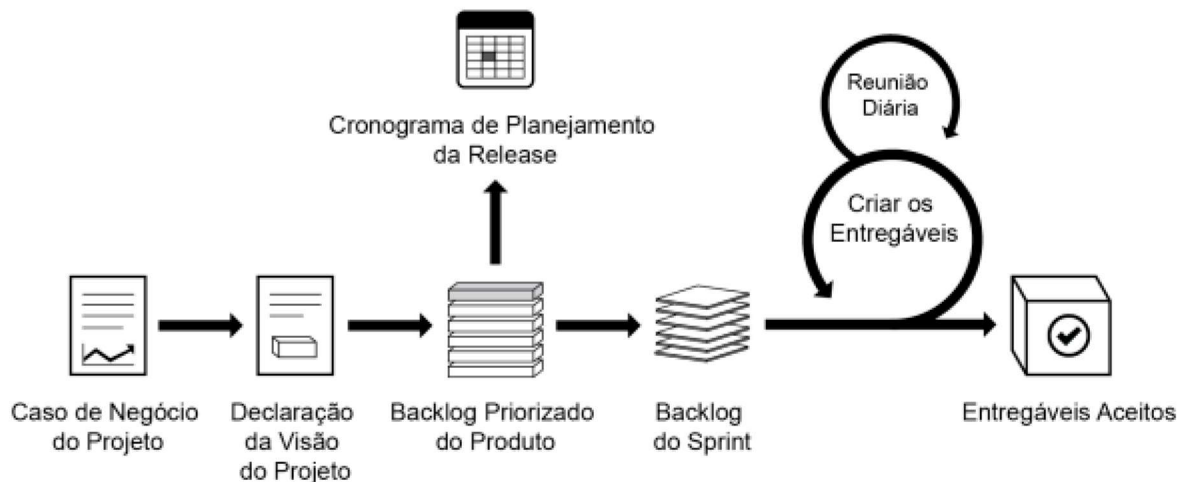 Reunião
Diária
Cronograma de Planejamento
da Release
Criar os
Entregáveis
Caso de Negócio
do Projeto
Declaração
da Visão
do Projeto
Backlog Priorizado
do Produto
Backlog
do Sprint
Entregáveis Aceitos